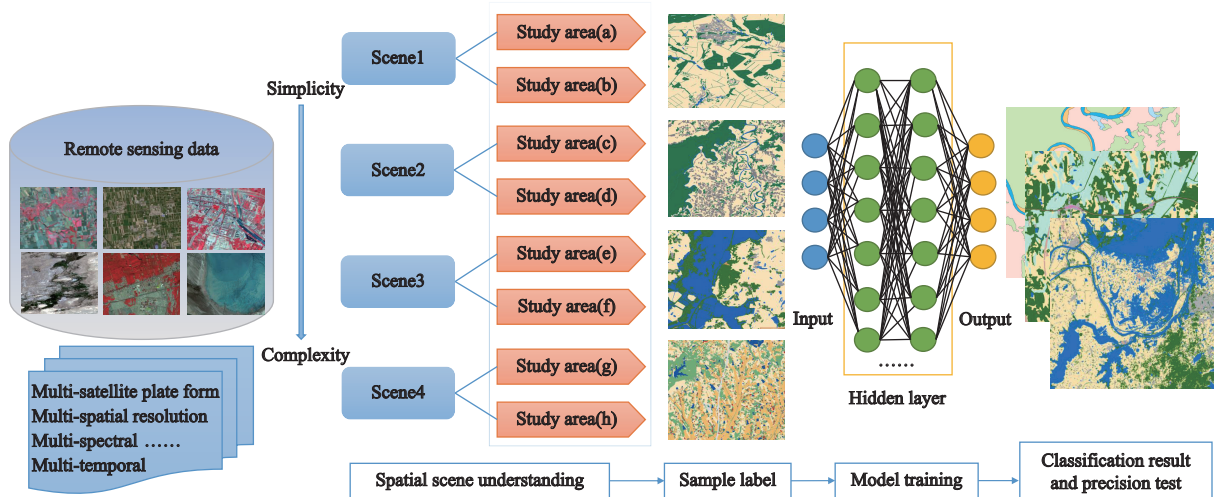 Remote sensing data
Multi-satellite plate form
Multi-spatial resolution
Multi-spectral ……
Multi-temporal
Simplicity
Complexity
Scene1
Study area(a)
Study area(b)
Scene2
Study area(c)
Study area(d)
Scene3
Study area(e)
Study area(f)
Scene4
Study area(g)
Study area(h)
Input
Output
……
Hidden layer
Spatial scene understanding
Sample label
Model training
Classification result
and precision test